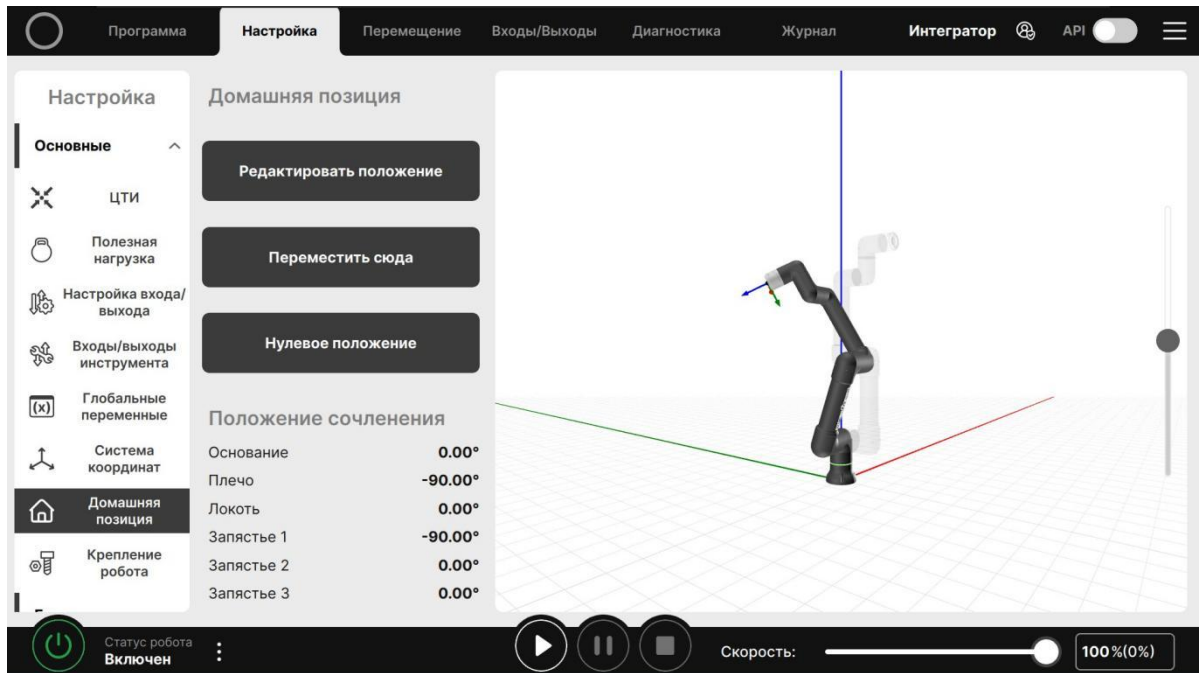 Программа
Настройка
Перемещение
Входы/Выходы
Диагностика
Журнал
Интегратор
API
Настройка
Основные
ЦТИ
Полезная
нагрузка
Настройка входа/
выхода
Входы/выходы
инструмента
(x)
Глобальные
переменные
Система
координат
Домашняя
позиция
Крепление
робота
Домашняя позиция
Редактировать положение
Переместить сюда
Нулевое положение
Положение сочленения
Основание 0.00°
Плечо -90.00°
Локоть 0.00°
Запястье 1 -90.00°
Запястье 2 0.00°
Запястье 3 0.00°
Статус робота
Включен
Скорость:
100%(0%)